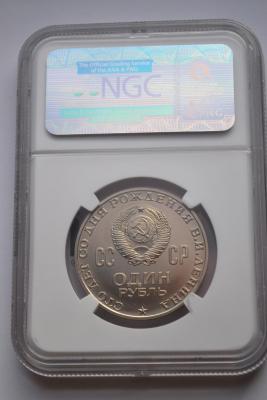 The Official Grading Service
of the ANA & PNG
NGC
PNG
СТО ЛЕТ СО ДНЯ РОЖДЕНИЯ В.И.ЛЕНИНА
СС СР
ОДИН
РУБЛЬ